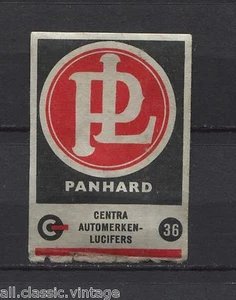 PL
PANHARD
CENTRA
AUTOMERKEN-
LUCIFERS
36
all.classic.vintage